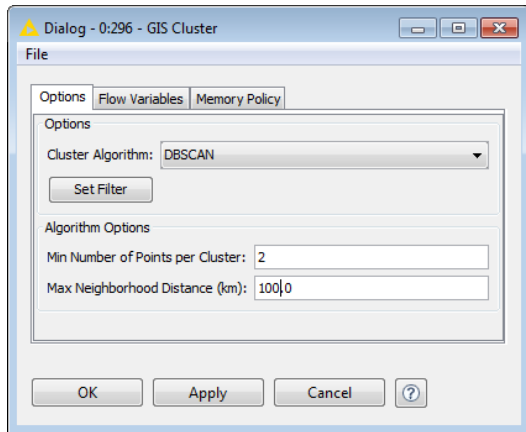 Dialog - 0:296 - GIS Cluster
File
Options Flow Variables Memory Policy
Options
Cluster Algorithm: DBSCAN
Set Filter
Algorithm Options
Min Number of Points per Cluster: 2
Max Neighborhood Distance (km): 100.0
OK Apply Cancel ?